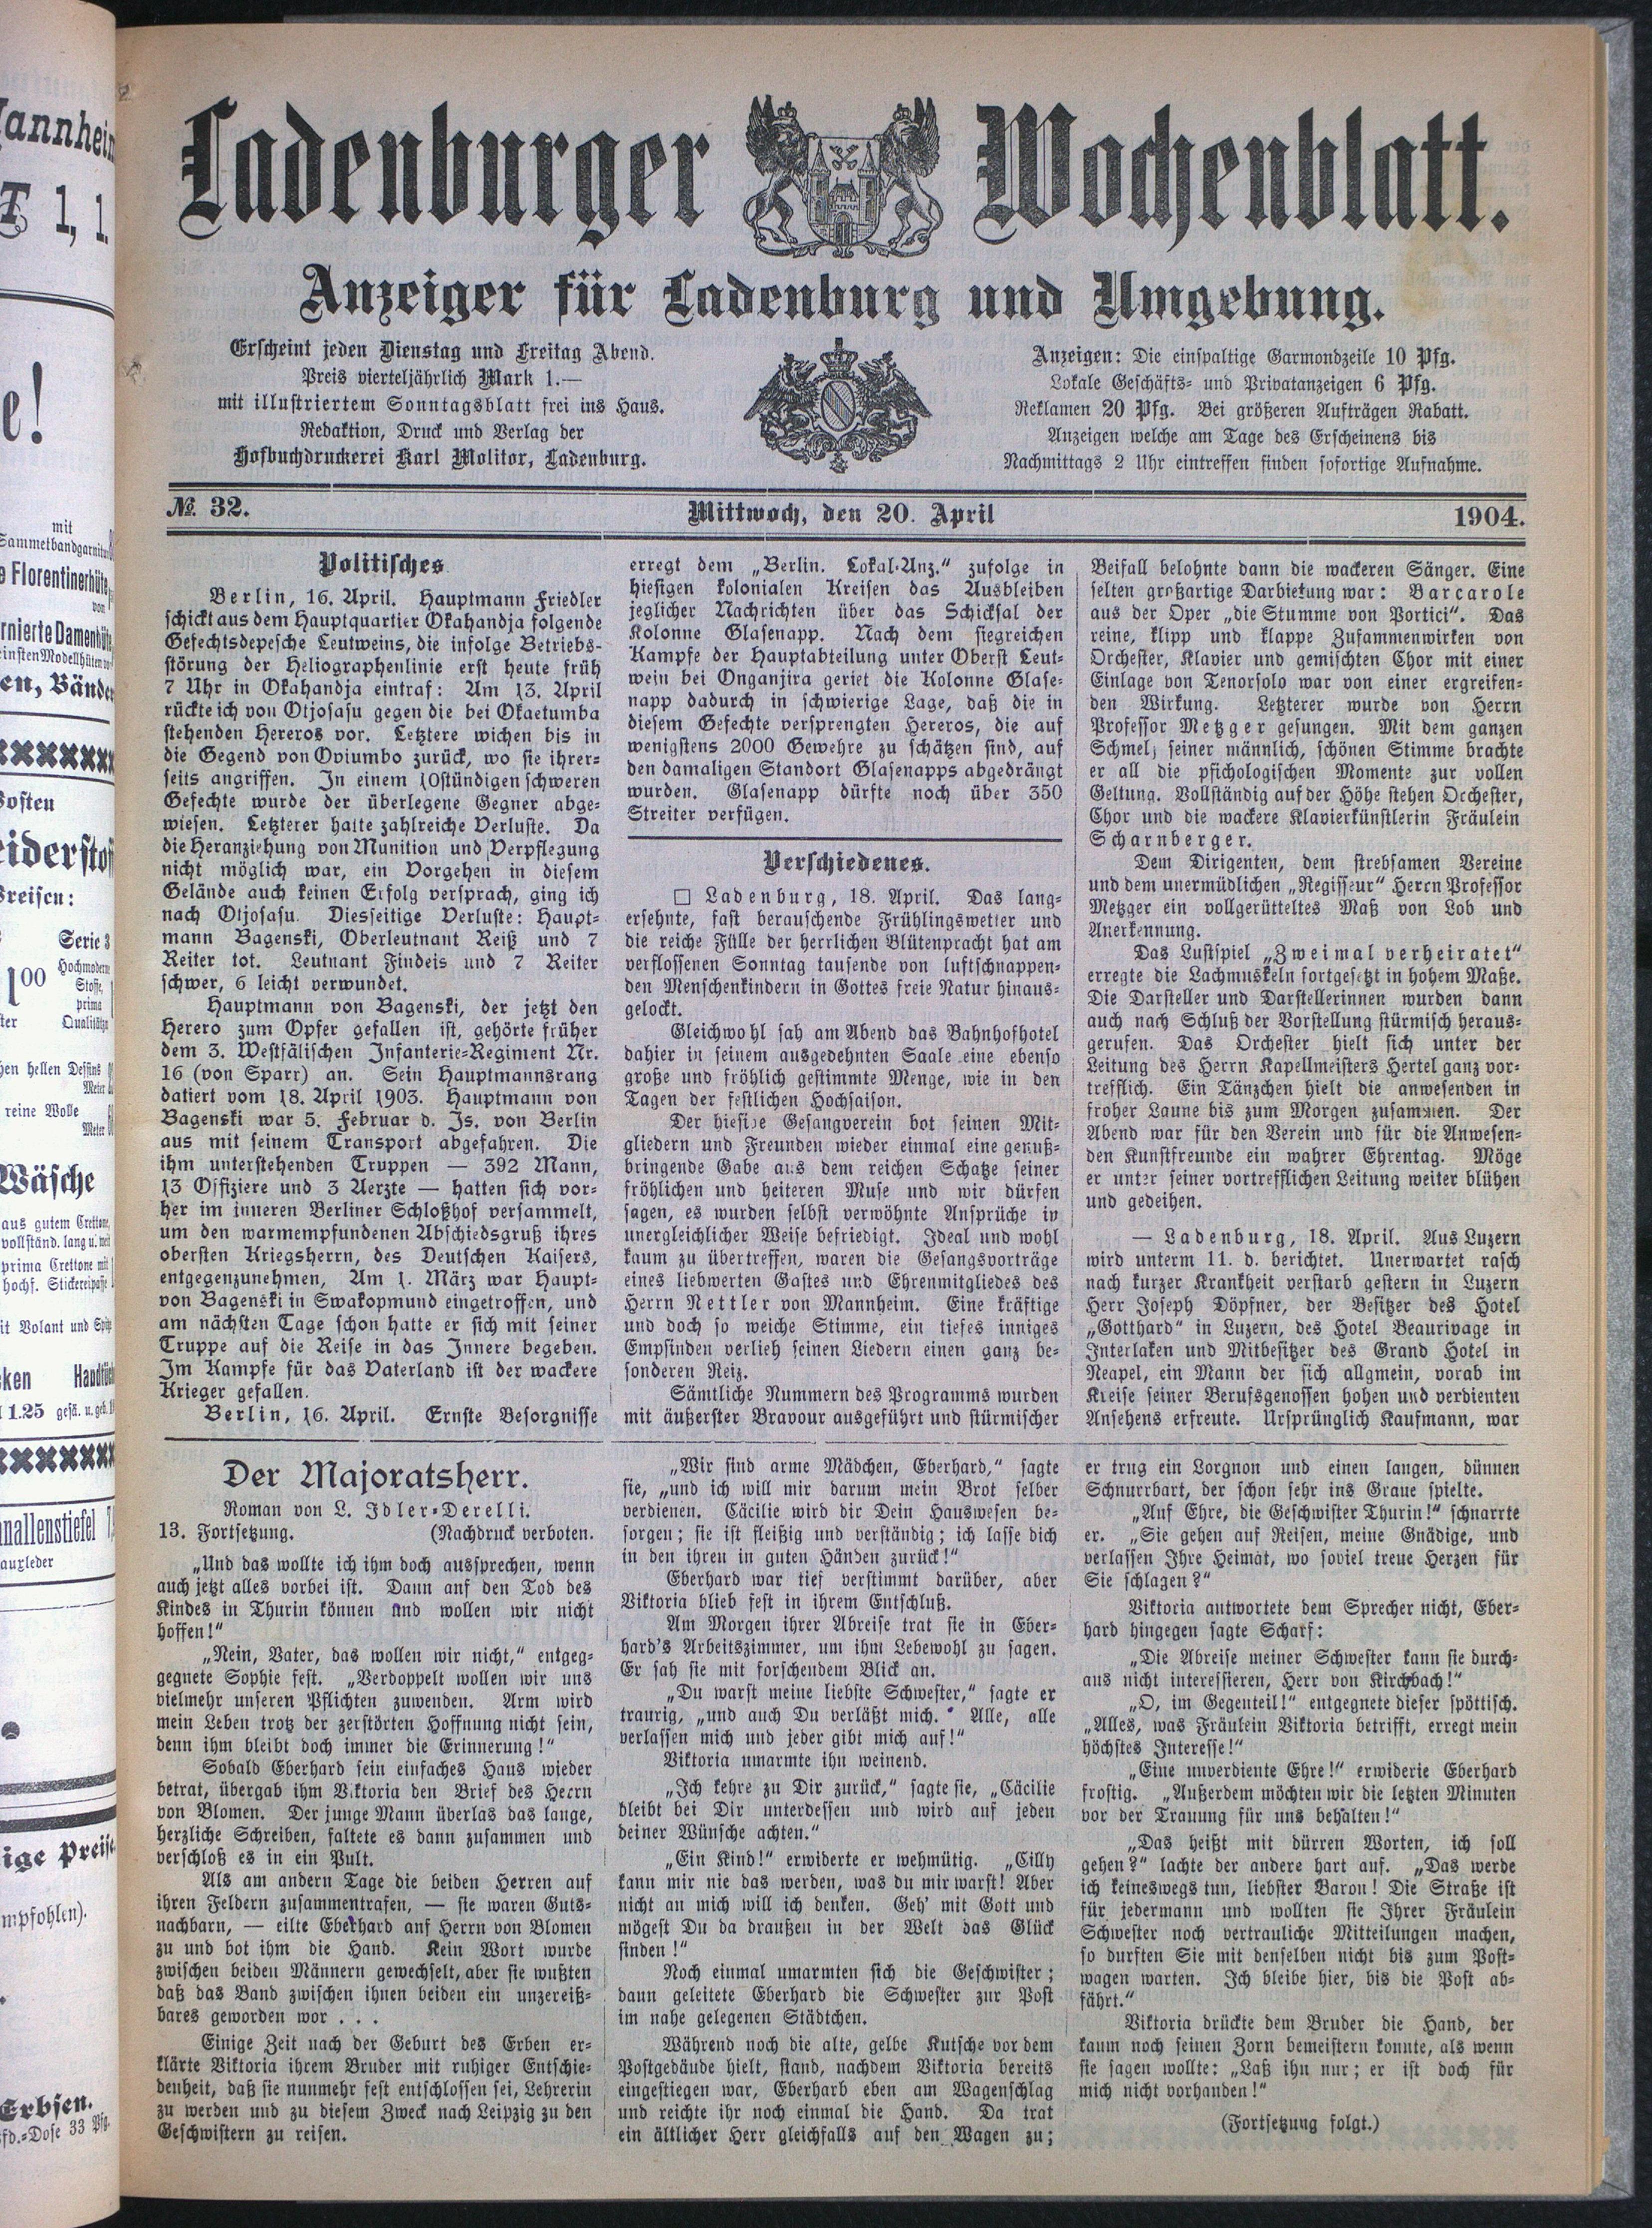 Ladenburger Wochenblatt.
Anzeiger für Ladenburg und Umgebung.
Erscheint jeden Dienstag und Freitag Abend.
Preis vierteljährlich Mark 1.—
mit illustriertem Sonntagsblatt frei ins Haus.
Redaktion, Druck und Verlag der
Hofbuchdruckerei Karl Molitor, Ladenburg.
Anzeigen: Die einspaltige Garmondzeile 10 Pfg.
Lokale Geschäfts- und Privatanzeigen 6 Pfg.
Reklamen 20 Pfg. Bei größeren Aufträgen Rabatt.
Anzeigen welche am Tage des Erscheinens bis
Nachmittags 2 Uhr eintreffen finden sofortige Aufnahme.
№. 32. Mittwoch, den 20. April 1904.
Politisches
Berlin, 16. April. Hauptmann Friedler
schickt aus dem Hauptquartier Okahandja folgende
Gefechtsdepesche Leutweins, die infolge Betriebs-
störung der Heliographenlinie erst heute früh
7 Uhr in Okahandja eintraf: Am 13. April
rückte ich von Otjosasu gegen die bei Okaetumba
stehenden Hereros vor. Letztere wichen bis in
die Gegend von Oviumbo zurück, wo sie ihrer-
seits angriffen. In einem 10stündigen schweren
Gefechte wurde der überlegene Gegner abge-
wiesen. Letzterer hatte zahlreiche Verluste. Da
die Heranziehung von Munition und Verpflegung
nicht möglich war, ein Vorgehen in diesem
Gelände auch keinen Erfolg versprach, ging ich
nach Otjosasu. Diesseitige Verluste: Haupt-
mann Bagenski, Oberleutnant Reiß und 7
Reiter tot. Leutnant Findeis und 7 Reiter
schwer, 6 leicht verwundet.
Hauptmann von Bagenski, der jetzt den
Herero zum Opfer gefallen ist, gehörte früher
dem 3. Westfälischen Infanterie-Regiment Nr.
16 (von Sparr) an. Sein Hauptmannsrang
datiert vom 18. April 1903. Hauptmann von
Bagenski war 5. Februar d. Js. von Berlin
aus mit seinem Transport abgefahren. Die
ihm unterstehenden Truppen — 392 Mann,
13 Offiziere und 3 Aerzte — hatten sich vor-
her im inneren Berliner Schloßhof versammelt,
um den warmempfundenen Abschiedsgruß ihres
obersten Kriegsherrn, des Deutschen Kaisers,
entgegenzunehmen, Am 1. März war Haupt-
von Bagenski in Swakopmund eingetroffen, und
am nächsten Tage schon hatte er sich mit seiner
Truppe auf die Reise in das Innere begeben.
Im Kampfe für das Vaterland ist der wackere
Krieger gefallen.
Berlin, 16. April. Ernste Besorgnisse
erregt dem „Berlin. Lokal-Anz.“ zufolge in
hiesigen kolonialen Kreisen das Ausbleiben
jeglicher Nachrichten über das Schicksal der
Kolonne Glasenapp. Nach dem siegreichen
Kampfe der Hauptabteilung unter Oberst Leut-
wein bei Onganjira geriet die Kolonne Glase-
napp dadurch in schwierige Lage, daß die in
diesem Gefechte versprengten Hereros, die auf
wenigstens 2000 Gewehre zu schätzen sind, auf
den damaligen Standort Glasenapps abgedrängt
wurden. Glasenapp dürfte noch über 350
Streiter verfügen.
Verschiedenes.
□ Ladenburg, 18. April. Das lang-
ersehnte, fast berauschende Frühlingswetter und
die reiche Fülle der herrlichen Blütenpracht hat am
verflossenen Sonntag tausende von luftschnappen-
den Menschenkindern in Gottes freie Natur hinaus-
gelockt.
Gleichwohl sah am Abend das Bahnhofhotel
dahier in seinem ausgedehnten Saale eine ebenso
große und fröhlich gestimmte Menge, wie in den
Tagen der festlichen Hochsaison.
Der hiesige Gesangverein bot seinen Mit-
gliedern und Freunden wieder einmal eine genuß-
bringende Gabe aus dem reichen Schatze seiner
fröhlichen und heiteren Muse und wir dürfen
sagen, es wurden selbst verwöhnte Ansprüche in
unergleichlicher Weise befriedigt. Ideal und wohl
kaum zu übertreffen, waren die Gesangsvorträge
eines liebwerten Gastes und Ehrenmitgliedes des
Herrn Nettler von Mannheim. Eine kräftige
und doch so weiche Stimme, ein tiefes inniges
Empfinden verlieh seinen Liedern einen ganz be-
sonderen Reiz.
Sämtliche Nummern des Programms wurden
mit äußerster Bravour ausgeführt und stürmischer
Beifall belohnte dann die wackeren Sänger. Eine
selten großartige Darbietung war: Barcarole
aus der Oper „die Stumme von Portici“. Das
reine, klipp und klappe Zusammenwirken von
Orchester, Klavier und gemischten Chor mit einer
Einlage von Tenorsolo war von einer ergreifen-
den Wirkung. Letzterer wurde von Herrn
Professor Metzger gesungen. Mit dem ganzen
Schmelz seiner männlich, schönen Stimme brachte
er all die psichologischen Momente zur vollen
Geltung. Vollständig auf der Höhe stehen Orchester,
Chor und die wackere Klavierkünstlerin Fräulein
Scharnberger.
Dem Dirigenten, dem strebsamen Vereine
und dem unermüdlichen „Regisseur“ Herrn Professor
Metzger ein vollgerütteltes Maß von Lob und
Anerkennung.
Das Lustspiel „Zweimal verheiratet“
erregte die Lachmuskeln fortgesetzt in hohem Maße.
Die Darsteller und Darstellerinnen wurden dann
auch nach Schluß der Vorstellung stürmisch heraus-
gerufen. Das Orchester hielt sich unter der
Leitung des Herrn Kapellmeisters Hertel ganz vor-
trefflich. Ein Tänzchen hielt die anwesenden in
froher Laune bis zum Morgen zusammen. Der
Abend war für den Verein und für die Anwesen-
den Kunstfreunde ein wahrer Ehrentag. Möge
er unter seiner vortrefflichen Leitung weiter blühen
und gedeihen.
— Ladenburg, 18. April. Aus Luzern
wird unterm 11. d. berichtet. Unerwartet rasch
nach kurzer Krankheit verstarb gestern in Luzern
Herr Joseph Döpfner, der Besitzer des Hotel
„Gotthard“ in Luzern, des Hotel Beaurivage in
Interlaken und Mitbesitzer des Grand Hotel in
Neapel, ein Mann der sich allgmein, vorab im
Kreise seiner Berufsgenossen hohen und verdienten
Ansehens erfreute. Ursprünglich Kaufmann, war
Der Majoratsherr.
Roman von L. Idler-Derelli.
13. Fortsetzung. (Nachdruck verboten.
„Und das wollte ich ihm doch aussprechen, wenn
auch jetzt alles vorbei ist. Dann auf den Tod des
Kindes in Thurin können und wollen wir nicht
hoffen!“
„Nein, Vater, das wollen wir nicht,“ entgeg-
gegnete Sophie fest. „Verdoppelt wollen wir uns
vielmehr unseren Pflichten zuwenden. Arm wird
mein Leben trotz der zerstörten Hoffnung nicht sein,
denn ihm bleibt doch immer die Erinnerung!“
Sobald Eberhard sein einfaches Haus wieder
betrat, übergab ihm Viktoria den Brief des Herrn
von Blomen. Der junge Mann überlas das lange,
herzliche Schreiben, faltete es dann zusammen und
verschloß es in ein Pult.
Als am andern Tage die beiden Herren auf
ihren Feldern zusammentrafen, — sie waren Guts-
nachbarn, — eilte Eberhard auf Herrn von Blomen
zu und bot ihm die Hand. Kein Wort wurde
zwischen beiden Männern gewechselt, aber sie wußten
daß das Band zwischen ihnen beiden ein unzereiß-
bares geworden wor . . .
Einige Zeit nach der Geburt des Erben er-
klärte Viktoria ihrem Bruder mit ruhiger Entschie-
denheit, daß sie nunmehr fest entschlossen sei, Lehrerin
zu werden und zu diesem Zweck nach Leipzig zu den
Geschwistern zu reisen.
„Wir sind arme Mädchen, Eberhard,“ sagte
sie, „und ich will mir darum mein Brot selber
verdienen. Cäcilie wird dir Dein Hauswesen be-
sorgen; sie ist fleißig und verständig; ich lasse dich
in den ihren in guten Händen zurück!“
Eberhard war tief verstimmt darüber, aber
Viktoria blieb fest in ihrem Entschluß.
Am Morgen ihrer Abreise trat sie in Eber-
hard's Arbeitszimmer, um ihm Lebewohl zu sagen.
Er sah sie mit forschendem Blick an.
„Du warst meine liebste Schwester,“ sagte er
traurig, „und auch Du verläßt mich. Alle, alle
verlassen mich und jeder gibt mich auf!“
Viktoria umarmte ihn weinend.
„Ich kehre zu Dir zurück,“ sagte sie, „Cäcilie
bleibt bei Dir unterdessen und wird auf jeden
deiner Wünsche achten.“
„Ein Kind!“ erwiderte er wehmütig. „Cilly
kann mir nie das werden, was du mir warst! Aber
nicht an mich will ich denken. Geh' mit Gott und
mögest Du da draußen in der Welt das Glück
finden!“
Noch einmal umarmten sich die Geschwister;
dann geleitete Eberhard die Schwester zur Post
im nahe gelegenen Städtchen.
Während noch die alte, gelbe Kutsche vor dem
Postgebäude hielt, stand, nachdem Viktoria bereits
eingestiegen war, Eberharb eben am Wagenschlag
und reichte ihr noch einmal die Hand. Da trat
ein ältlicher Herr gleichfalls auf den Wagen zu;
er trug ein Lorgnon und einen langen, dünnen
Schnurrbart, der schon sehr ins Graue spielte.
„Auf Ehre, die Geschwister Thurin!“ schnarrte
er. „Sie gehen auf Reisen, meine Gnädige, und
verlassen Ihre Heimat, wo soviel treue Herzen für
Sie schlagen?“
Viktoria antwortete dem Sprecher nicht, Eber-
hard hingegen sagte Scharf:
„Die Abreise meiner Schwester kann sie durch-
aus nicht interessieren, Herr von Kirchbach!“
„O, im Gegenteil!“ entgegnete dieser spöttisch.
„Alles, was Fräulein Viktoria betrifft, erregt mein
höchstes Interesse!“
„Eine unverdiente Ehre!“ erwiderte Eberhard
frostig. „Außerdem möchten wir die letzten Minuten
vor der Trauung für uns behalten!“
„Das heißt mit dürren Worten, ich soll
gehen?“ lachte der andere hart auf. „Das werde
ich keineswegs tun, liebster Baron! Die Straße ist
für jedermann und wollten sie Ihrer Fräulein
Schwester noch vertrauliche Mitteilungen machen,
so durften Sie mit denselben nicht bis zum Post-
wagen warten. Ich bleibe hier, bis die Post ab-
fährt.“
Viktoria drückte dem Bruder die Hand, der
kaum noch seinen Zorn bemeistern konnte, als wenn
sie sagen wollte: „Laß ihn nur; er ist doch für
mich nicht vorhanden!“
(Fortsetzung folgt.)